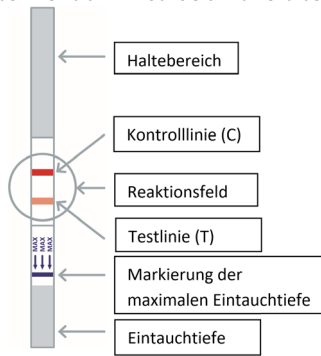 Haltebereich
Kontrolllinie (C)
Reaktionsfeld
Testlinie (T)
MAX
MAX
MAX
Markierung der
maximalen Eintauchtiefe
Eintauchtiefe